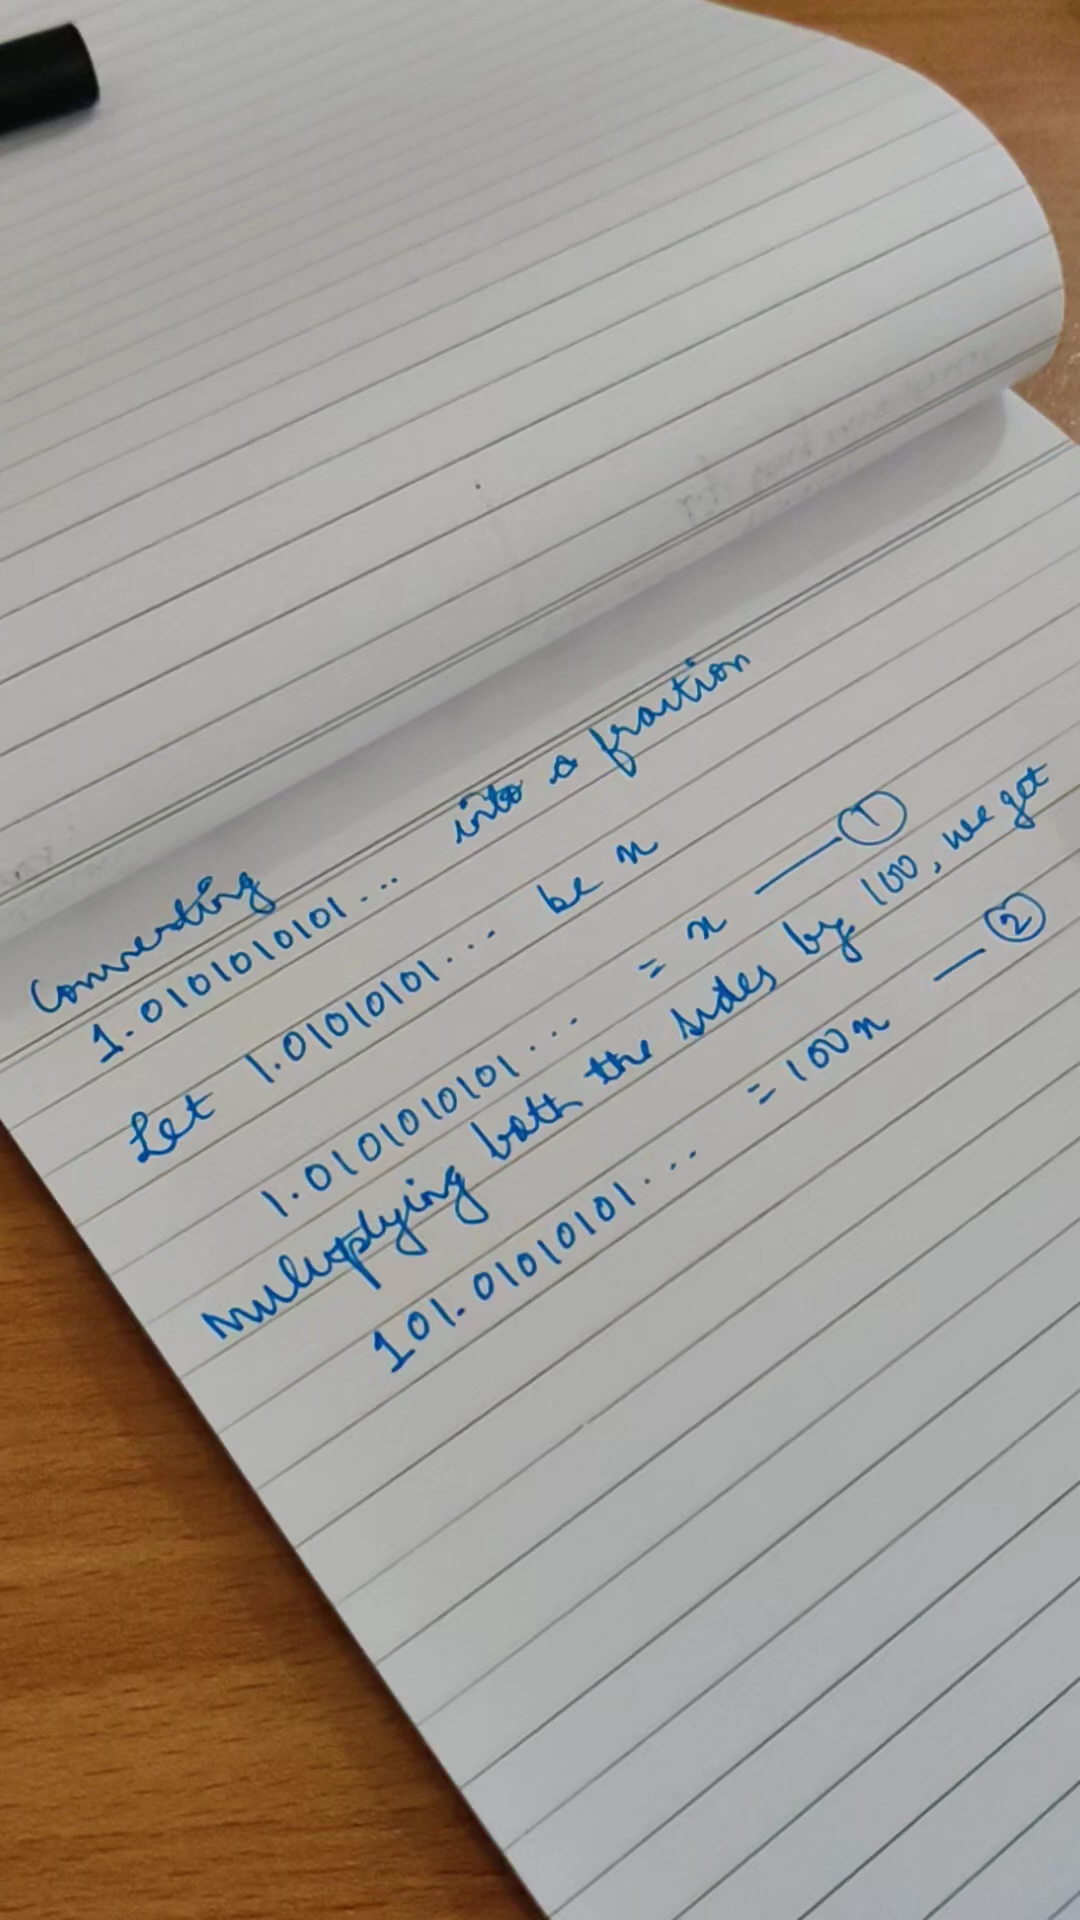 Converting
1.0101010101... into a fraction
Let 1.01010101... be x
1.0101010101... = x — ①
Multiplying both the sides by 100, we get
101.01010101... = 100x — ②